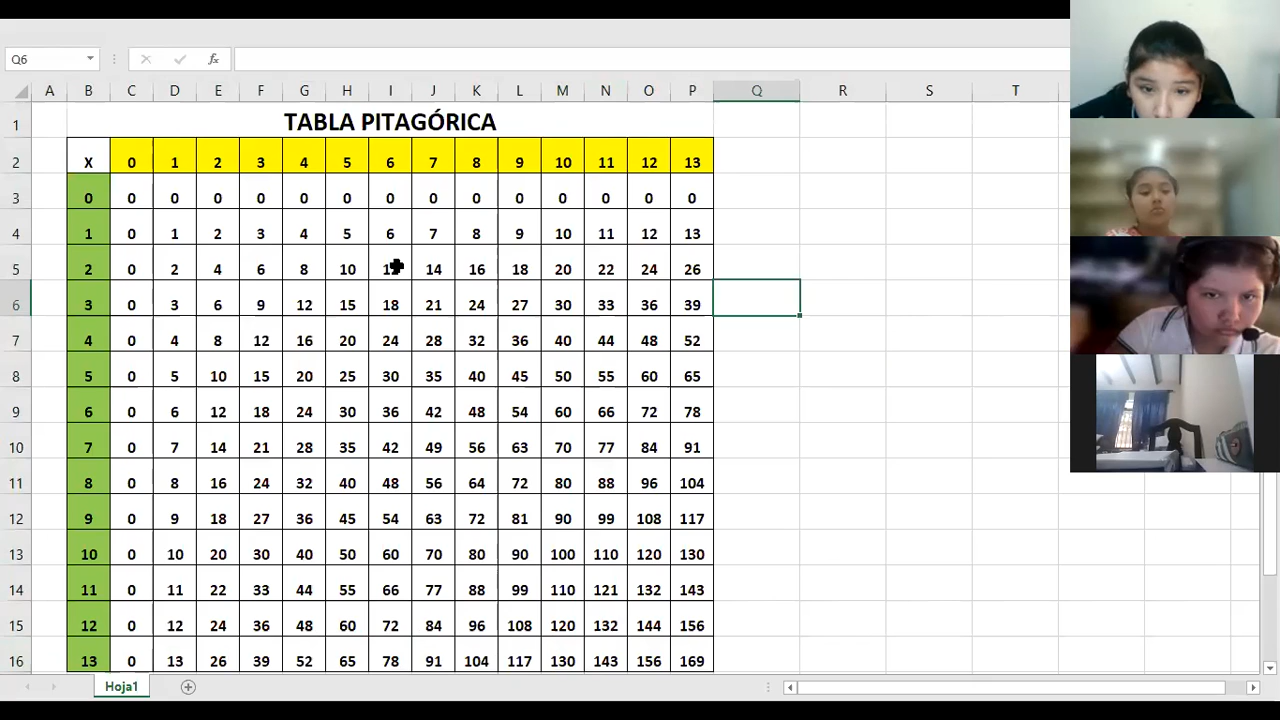 Q6
fx
A B C D E F G H I J K L M N O P Q R S T
1 TABLA PITAGÓRICA
2 X 0 1 2 3 4 5 6 7 8 9 10 11 12 13
3 0 0 0 0 0 0 0 0 0 0 0 0 0 0 0
4 1 0 1 2 3 4 5 6 7 8 9 10 11 12 13
5 2 0 2 4 6 8 10 14 16 18 20 22 24 26
6 3 0 3 6 9 12 15 18 21 24 27 30 33 36 39
7 4 0 4 8 12 16 20 24 28 32 36 40 44 48 52
8 5 0 5 10 15 20 25 30 35 40 45 50 55 60 65
9 6 0 6 12 18 24 30 36 42 48 54 60 66 72 78
10 7 0 7 14 21 28 35 42 49 56 63 70 77 84 91
11 8 0 8 16 24 32 40 48 56 64 72 80 88 96 104
12 9 0 9 18 27 36 45 54 63 72 81 90 99 108 117
13 10 0 10 20 30 40 50 60 70 80 90 100 110 120 130
14 11 0 11 22 33 44 55 66 77 88 99 110 121 132 143
15 12 0 12 24 36 48 60 72 84 96 108 120 132 144 156
16 13 0 13 26 39 52 65 78 91 104 117 130 143 156 169
Hoja1